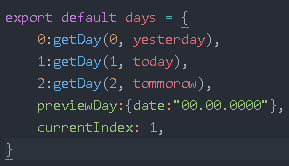 export default days = {
0:getDay(0, yesterday),
1:getDay(1, today),
2:getDay(2, tommorow),
previewDay:{date:"00.00.0000"},
currentIndex: 1,
}